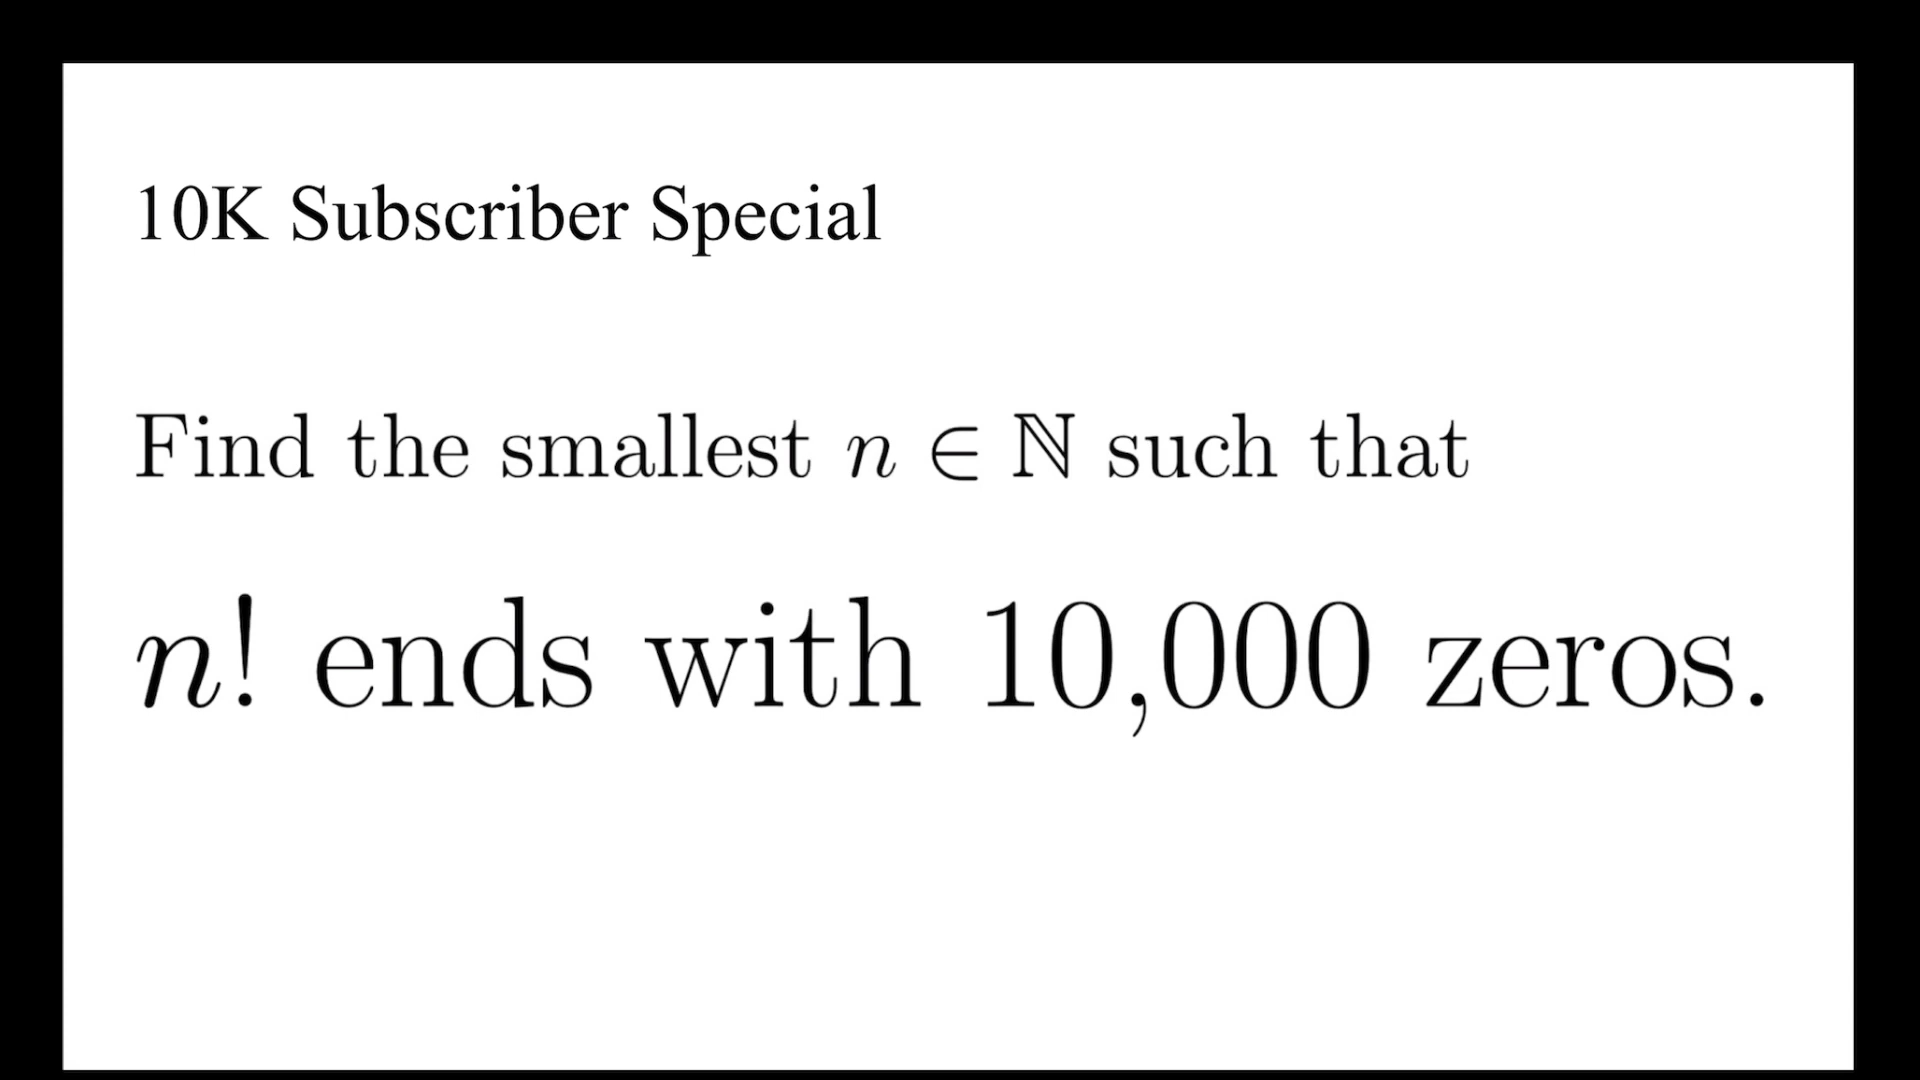 10K Subscriber Special
Find the smallest n ∈ ℕ such that
n! ends with 10,000 zeros.